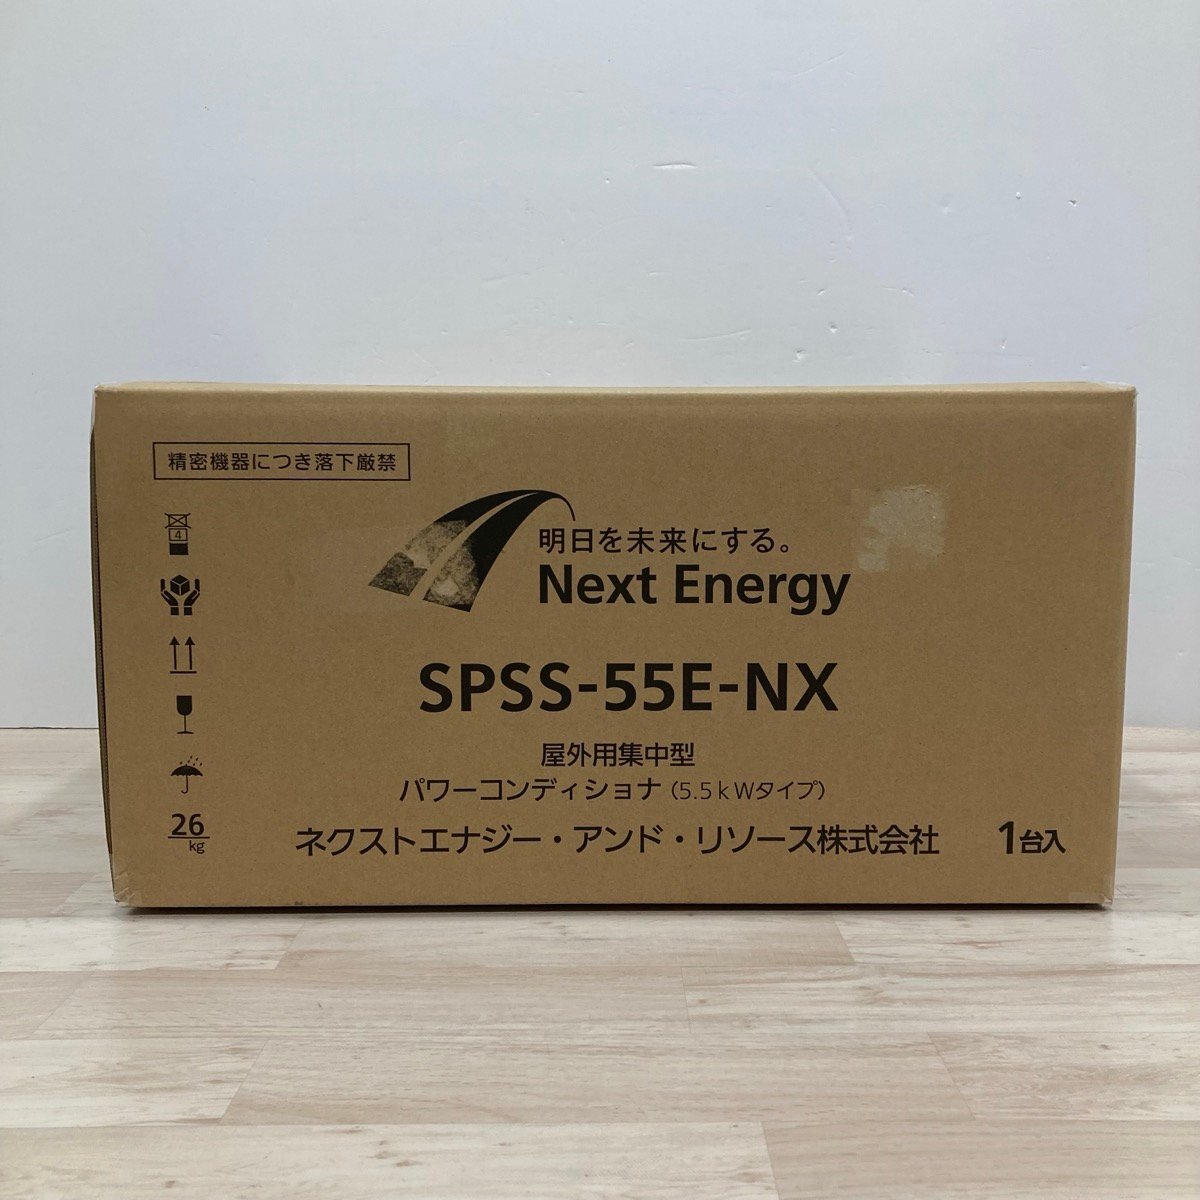 精密機器につき落下厳禁
4
明日を未来にする。
Next Energy
SPSS-55E-NX
屋外用集中型
パワーコンディショナ（5.5kWタイプ）
26
kg
ネクストエナジー・アンド・リソース株式会社 1台入